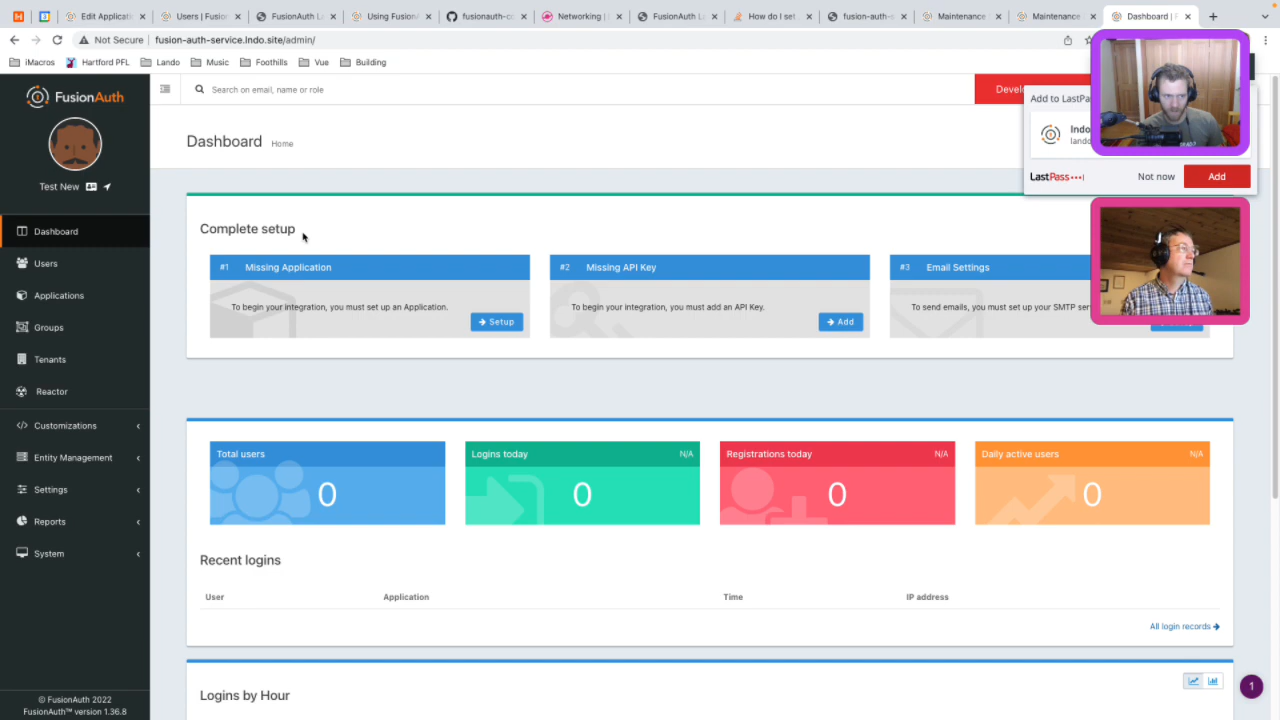 Edit Applicati
Users | Fusion
FusionAuth La
Using Fusion
fusionauth-co
Networking |
FusionAuth La
How do I set
fusion-auth-s
Maintenance
Maintenance
Dashboard | F
Not Secure
fusion-auth-service.lndo.site/admin/
iMacros
Hartford PFL
Lando
Music
Foothills
Vue
Building
FusionAuth
Search on email, name or role
Develo
Add to LastPa
lndo
lando
LastPass
Not now
Add
Dashboard
Home
Test New
Dashboard
Users
Applications
Groups
Tenants
Reactor
Customizations
Entity Management
Settings
Reports
System
Complete setup
#1 Missing Application
To begin your integration, you must set up an Application.
Setup
#2 Missing API Key
To begin your integration, you must add an API Key.
Add
#3 Email Settings
To send emails, you must set up your SMTP ser
Total users
0
Logins today N/A
0
Registrations today N/A
0
Daily active users N/A
0
Recent logins
User Application Time IP address
All login records
Logins by Hour
1
© FusionAuth 2022
FusionAuth™ version 1.36.8